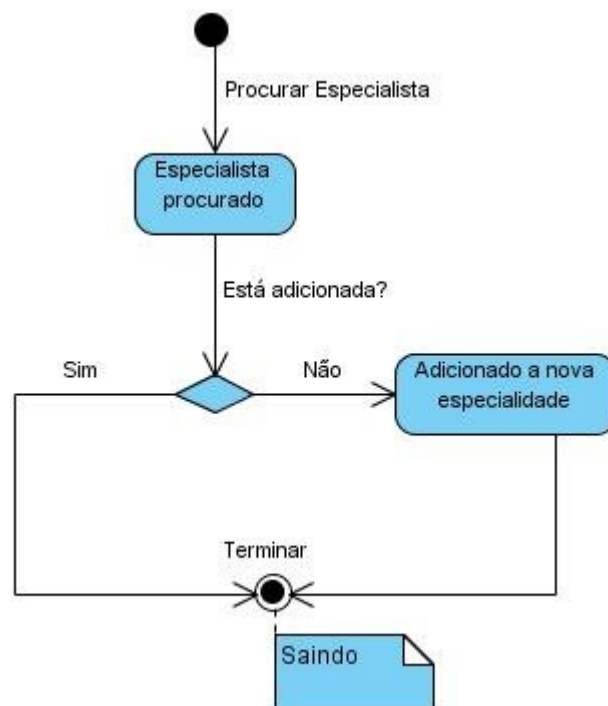 Procurar Especialista
Especialista
procurado
Está adicionada?
Sim
Não
Adicionado a nova
especialidade
Terminar
Saindo